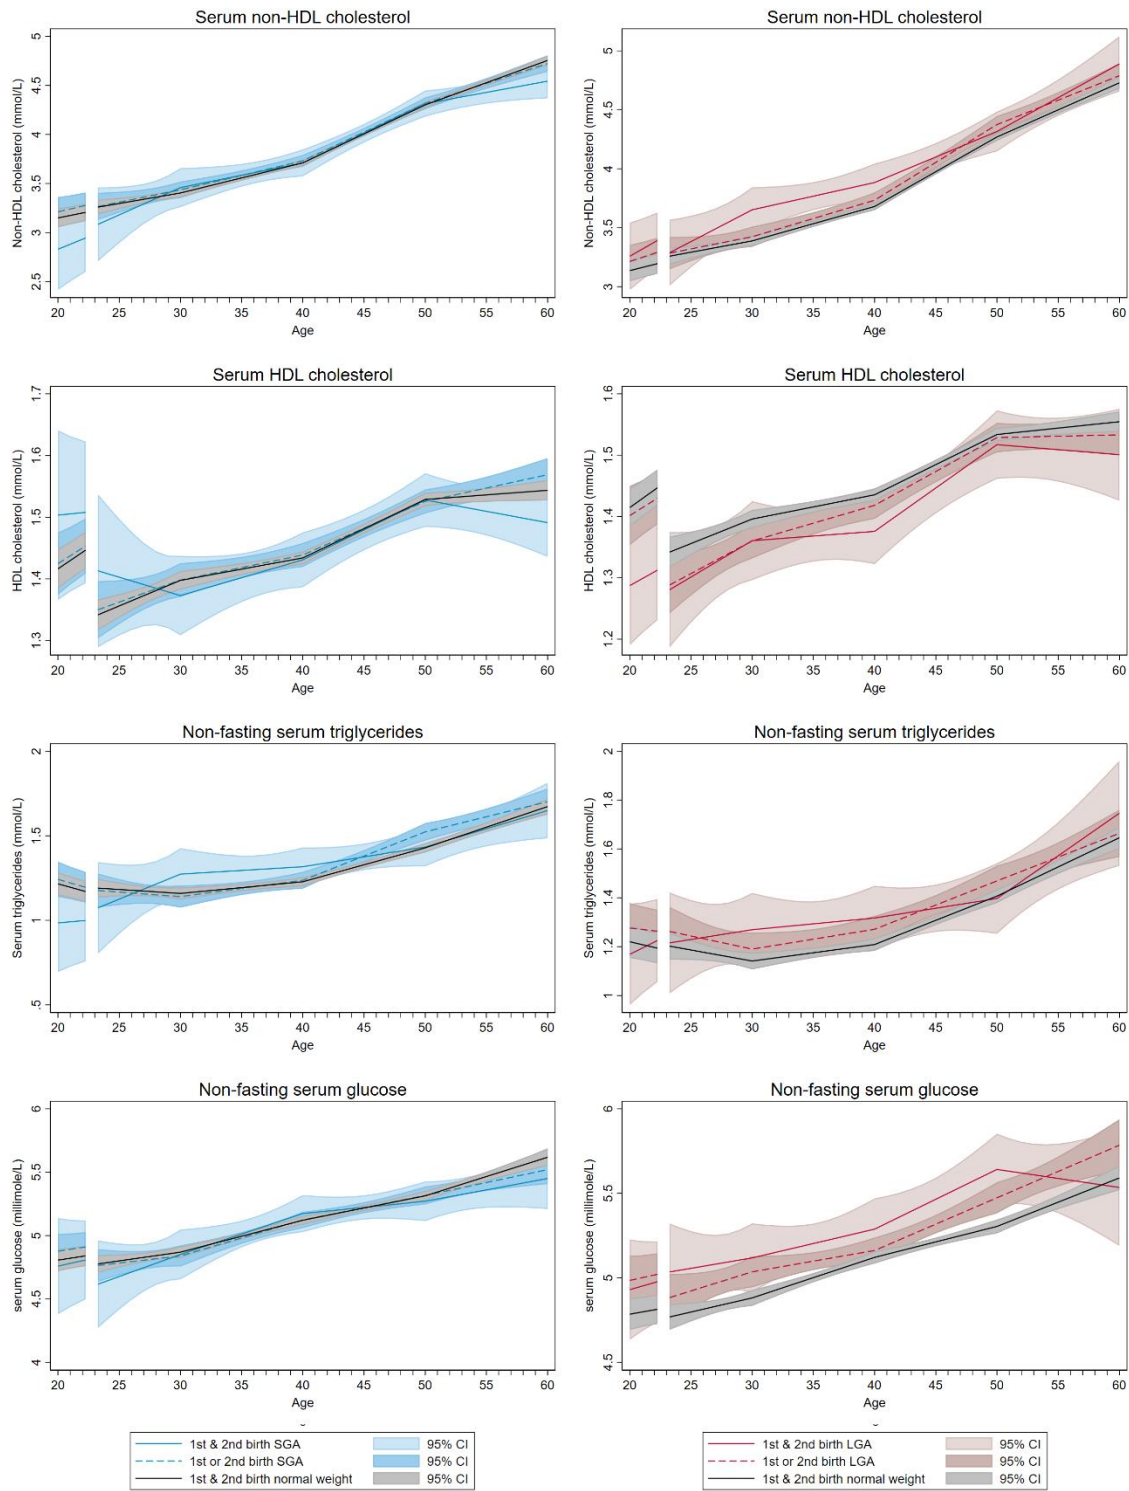 Serum non-HDL cholesterol
Non-HDL cholesterol (mmol/L)
5
4.5
4
3.5
3
2.5
20 25 30 35 40 45 50 55 60
Age
Serum non-HDL cholesterol
Non-HDL cholesterol (mmol/L)
5
4.5
4
3.5
3
20 25 30 35 40 45 50 55 60
Age
Serum HDL cholesterol
HDL cholesterol (mmol/L)
1.7
1.6
1.5
1.4
1.3
20 25 30 35 40 45 50 55 60
Age
Serum HDL cholesterol
HDL cholesterol (mmol/L)
1.6
1.5
1.4
1.3
1.2
20 25 30 35 40 45 50 55 60
Age
Non-fasting serum triglycerides
Serum triglycerides (mmol/L)
2
1.5
1
.5
20 25 30 35 40 45 50 55 60
Age
Non-fasting serum triglycerides
Serum triglycerides (mmol/L)
2
1.8
1.6
1.4
1.2
1
20 25 30 35 40 45 50 55 60
Age
Non-fasting serum glucose
serum glucose (millimole/L)
6
5.5
5
4.5
4
20 25 30 35 40 45 50 55 60
Age
Non-fasting serum glucose
serum glucose (millimole/L)
6
5.5
5
4.5
20 25 30 35 40 45 50 55 60
Age
1st & 2nd birth SGA 95% CI
1st or 2nd birth SGA 95% CI
1st & 2nd birth normal weight 95% CI
1st & 2nd birth LGA 95% CI
1st or 2nd birth LGA 95% CI
1st & 2nd birth normal weight 95% CI